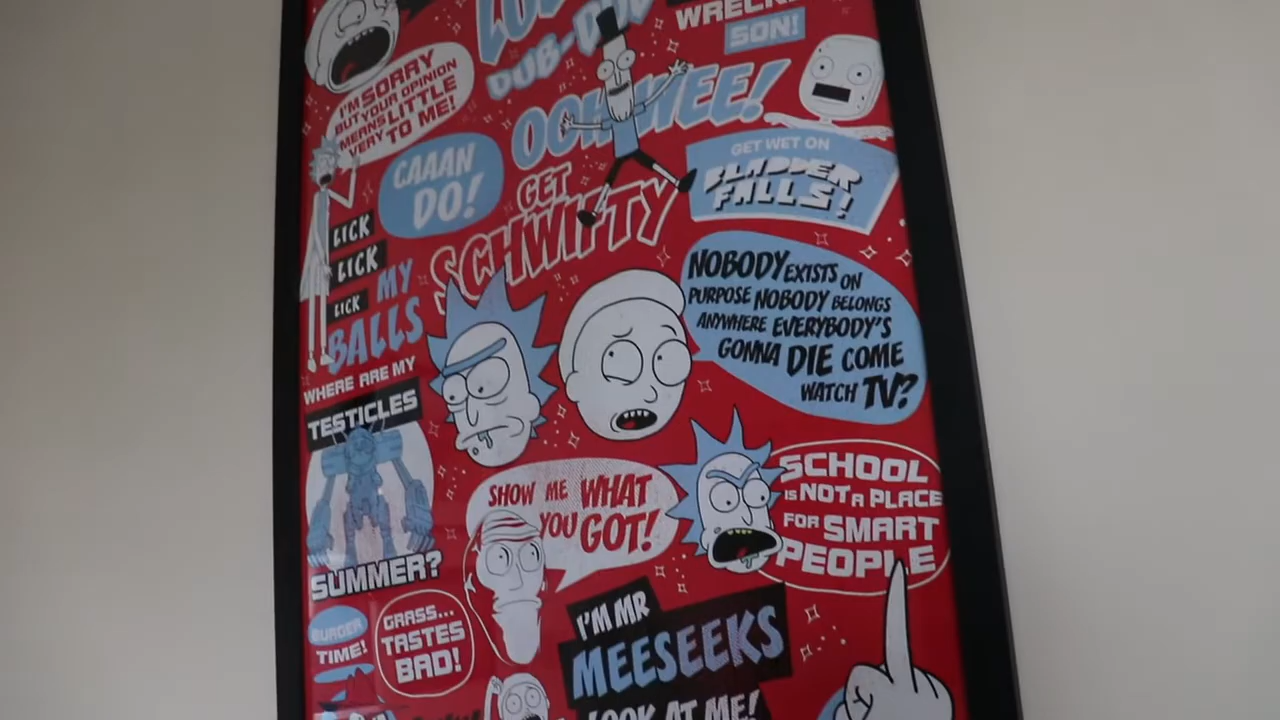 DUB-DUB
SON!
I'M SORRY
BUT YOUR OPINION
MEANS LITTLE
VERY TO ME!
OOH WEE!
CAAAN
DO!
GET
SCHWIFTY
GET WET ON
BLADDER
FALLS!
LICK
LICK
LICK MY
BALLS
NOBODY EXISTS ON
PURPOSE NOBODY BELONGS
ANYWHERE EVERYBODY'S
GONNA DIE COME
WATCH TV?
WHERE ARE MY
TESTICLES
SUMMER?
SHOW ME WHAT
YOU GOT!
SCHOOL
IS NOT A PLACE
FOR SMART
PEOPLE
BURGER
TIME!
GRASS...
TASTES
BAD!
I'M MR
MEESEEKS
LOOK AT ME!